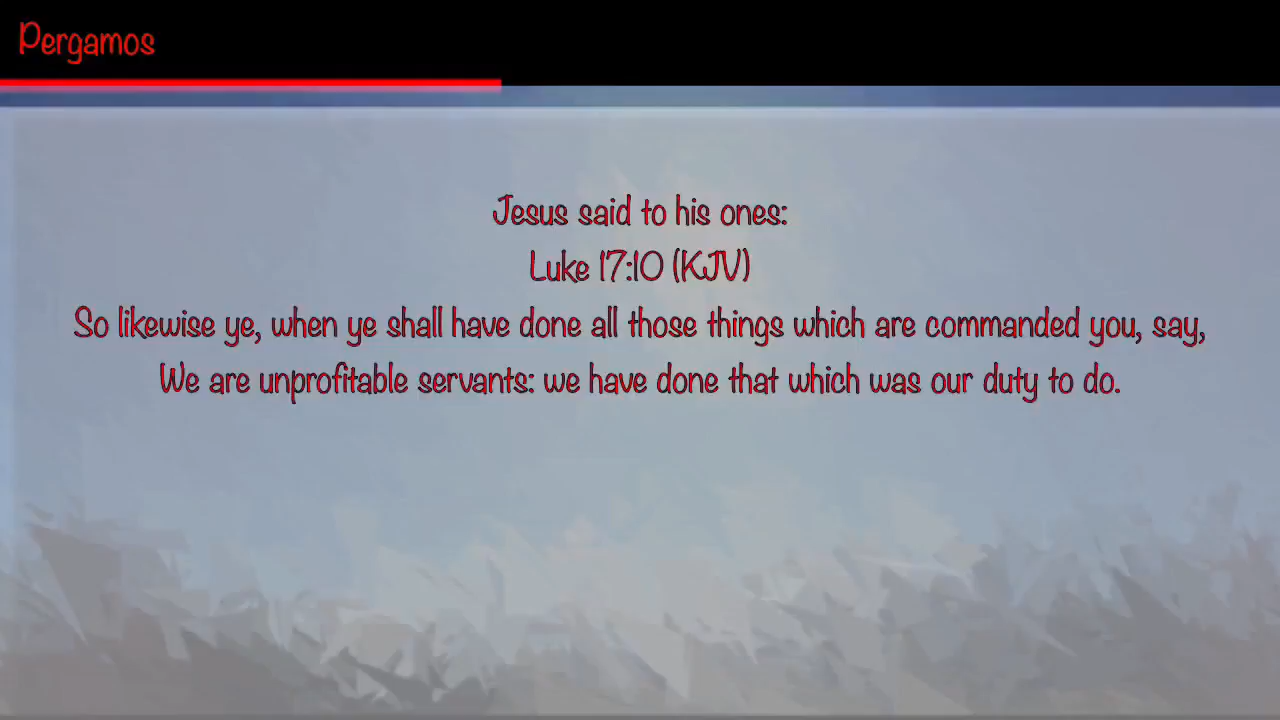 Pergamos
Jesus said to his ones:
Luke 17:10 (KJV)
So likewise ye, when ye shall have done all those things which are commanded you, say,
We are unprofitable servants: we have done that which was our duty to do.